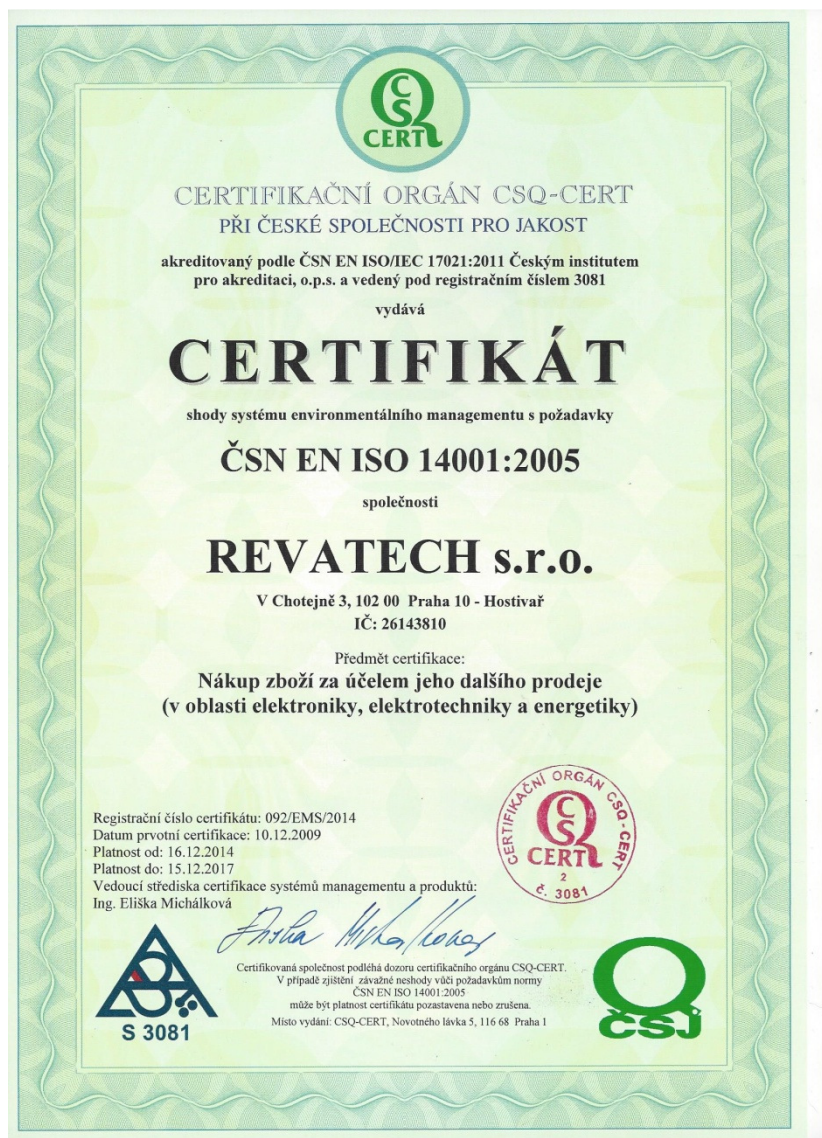 CSQ
CERT
CERTIFIKAČNÍ ORGÁN CSQ-CERT
PŘI ČESKÉ SPOLEČNOSTI PRO JAKOST
akreditovaný podle ČSN EN ISO/IEC 17021:2011 Českým institutem
pro akreditaci, o.p.s. a vedený pod registračním číslem 3081
vydává
CERTIFIKÁT
shody systému environmentálního managementu s požadavky
ČSN EN ISO 14001:2005
společnosti
REVATECH s.r.o.
V Chotejně 3, 102 00 Praha 10 - Hostivař
IČ: 26143810
Předmět certifikace:
Nákup zboží za účelem jeho dalšího prodeje
(v oblasti elektroniky, elektrotechniky a energetiky)
Registrační číslo certifikátu: 092/EMS/2014
Datum prvotní certifikace: 10.12.2009
Platnost od: 16.12.2014
Platnost do: 15.12.2017
Vedoucí střediska certifikace systémů managementu a produktů:
Ing. Eliška Michálková
CERTIFIKAČNÍ ORGÁN CSQ-CERT
CSQ
CERT
2
č. 3081
Certifikovaná společnost podléhá dozoru certifikačního orgánu CSQ-CERT.
V případě zjištění závažné neshody vůči požadavkům normy
ČSN EN ISO 14001:2005
může být platnost certifikátu pozastavena nebo zrušena.
Místo vydání: CSQ-CERT, Novotného lávka 5, 116 68 Praha 1
S 3081
ČSJ